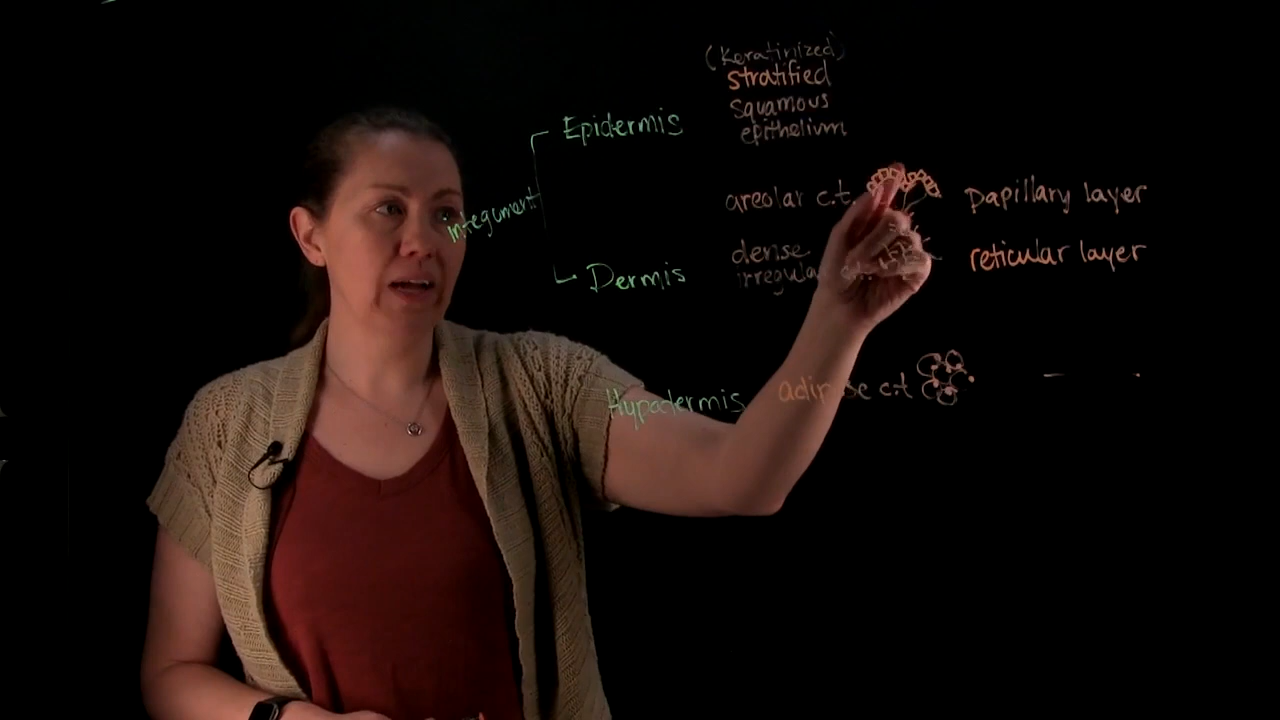 (Keratinized)
stratified
squamous
epithelium
Epidermis
integument
areolar c.t.
papillary layer
dense
reticular layer
Dermis
Hypodermis
c.t